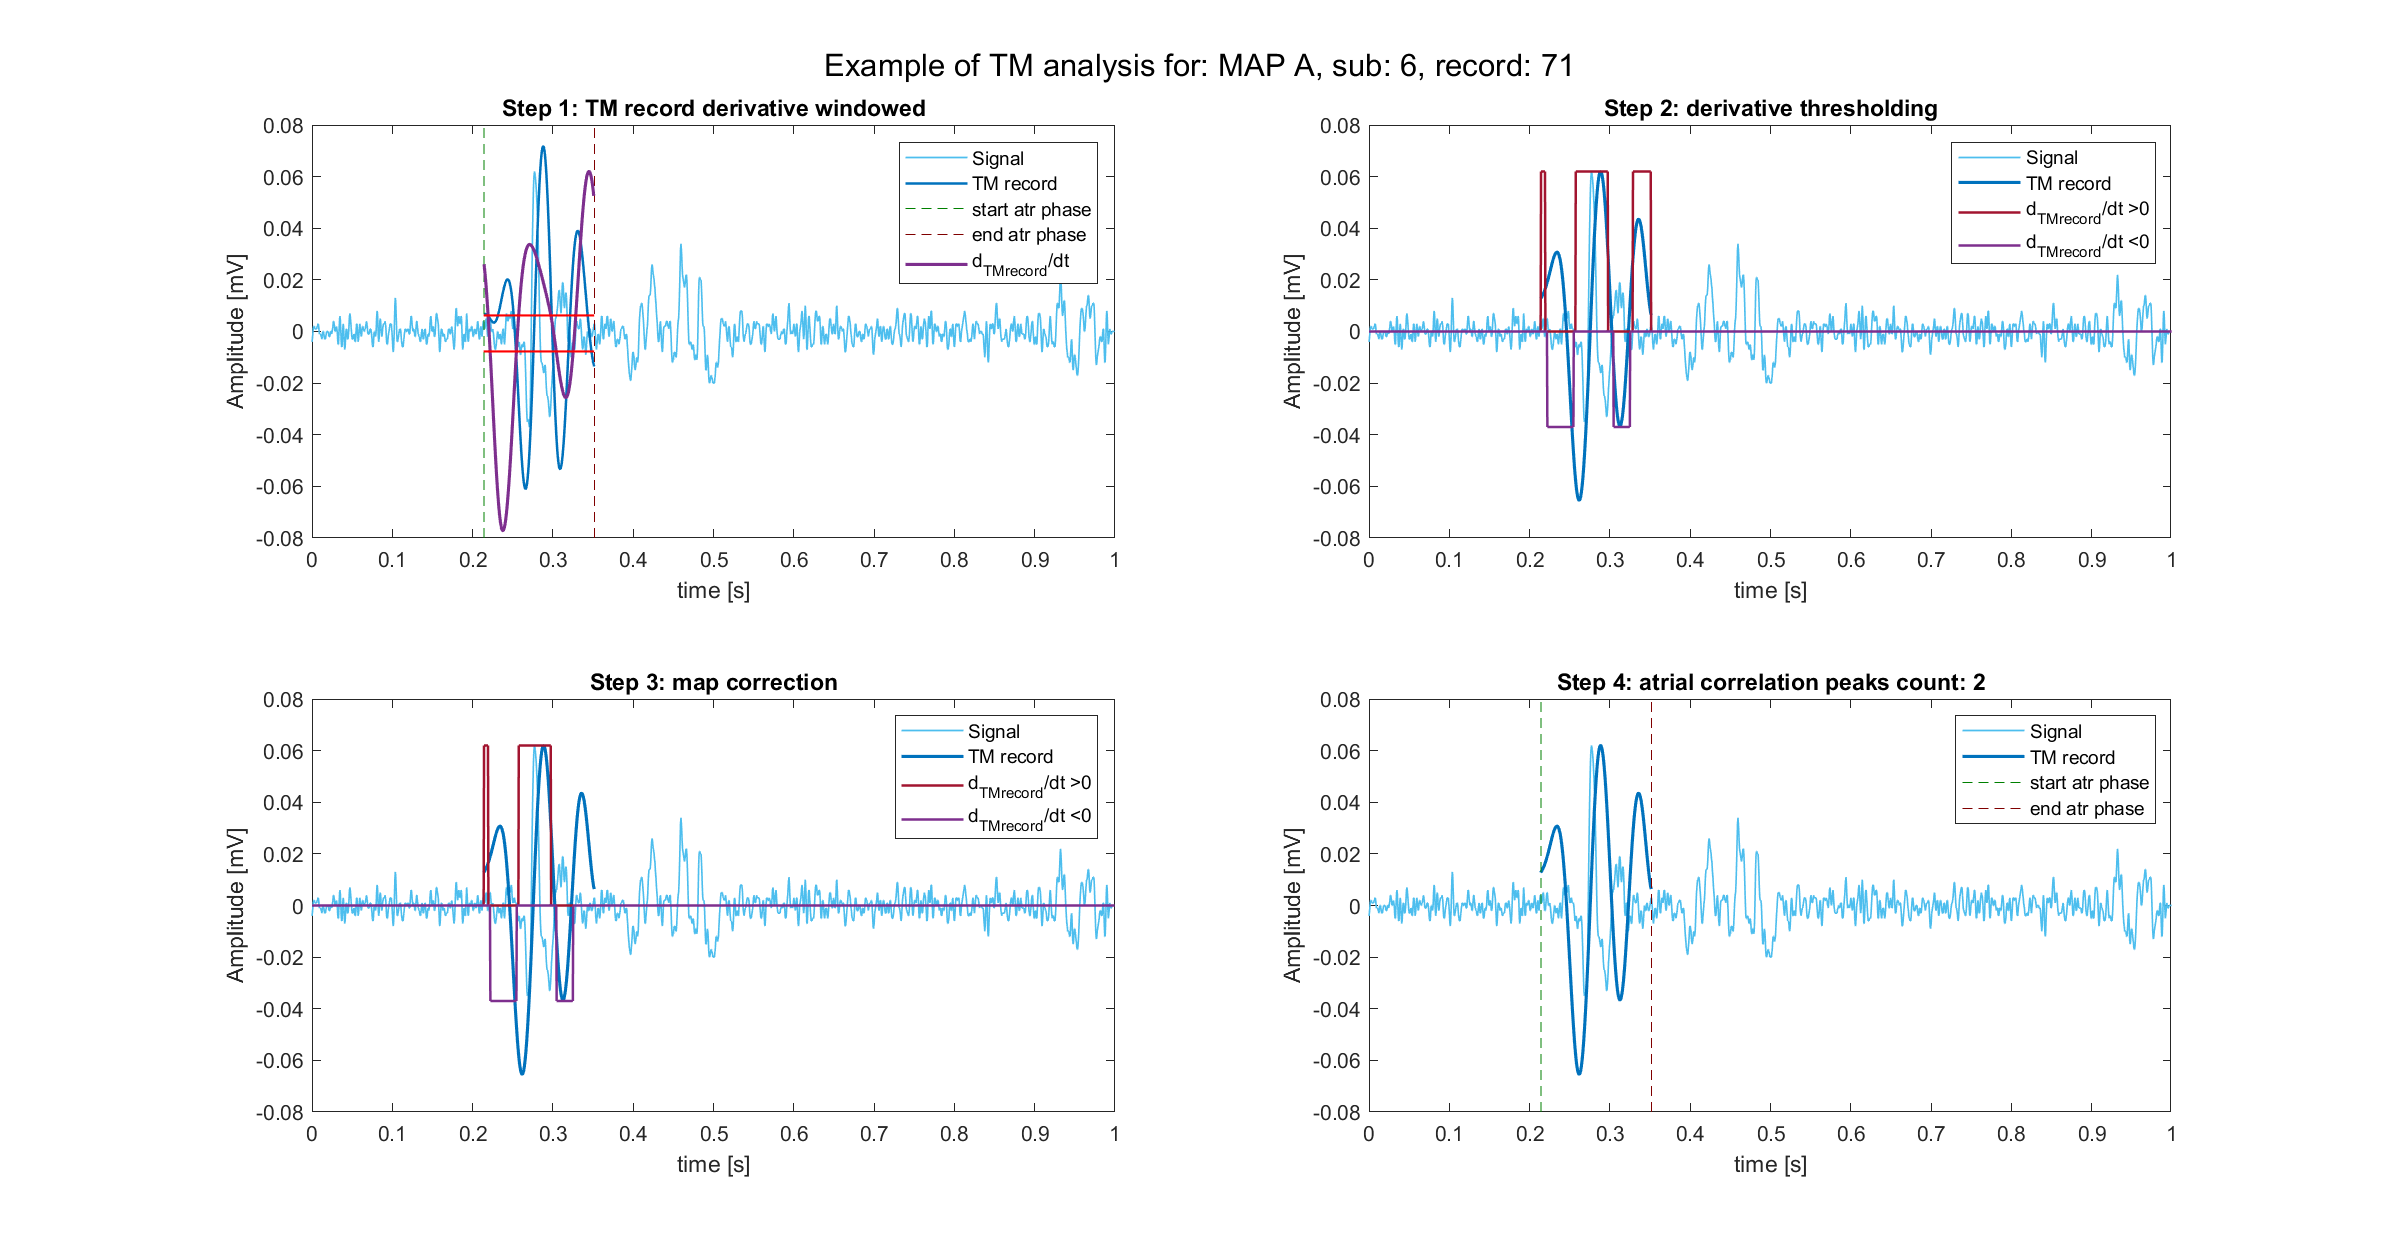 Example of TM analysis for: MAP A, sub: 6, record: 71
Step 1: TM record derivative windowed
0.08
0.06
0.04
0.02
0
-0.02
-0.04
-0.06
-0.08
Amplitude [mV]
0 0.1 0.2 0.3 0.4 0.5 0.6 0.7 0.8 0.9 1
time [s]
Signal
TM record
start atr phase
end atr phase
dTMrecord/dt
Step 2: derivative thresholding
0.08
0.06
0.04
0.02
0
-0.02
-0.04
-0.06
-0.08
Amplitude [mV]
0 0.1 0.2 0.3 0.4 0.5 0.6 0.7 0.8 0.9 1
time [s]
Signal
TM record
dTMrecord/dt >0
dTMrecord/dt <0
Step 3: map correction
0.08
0.06
0.04
0.02
0
-0.02
-0.04
-0.06
-0.08
Amplitude [mV]
0 0.1 0.2 0.3 0.4 0.5 0.6 0.7 0.8 0.9 1
time [s]
Signal
TM record
dTMrecord/dt >0
dTMrecord/dt <0
Step 4: atrial correlation peaks count: 2
0.08
0.06
0.04
0.02
0
-0.02
-0.04
-0.06
-0.08
Amplitude [mV]
0 0.1 0.2 0.3 0.4 0.5 0.6 0.7 0.8 0.9 1
time [s]
Signal
TM record
start atr phase
end atr phase